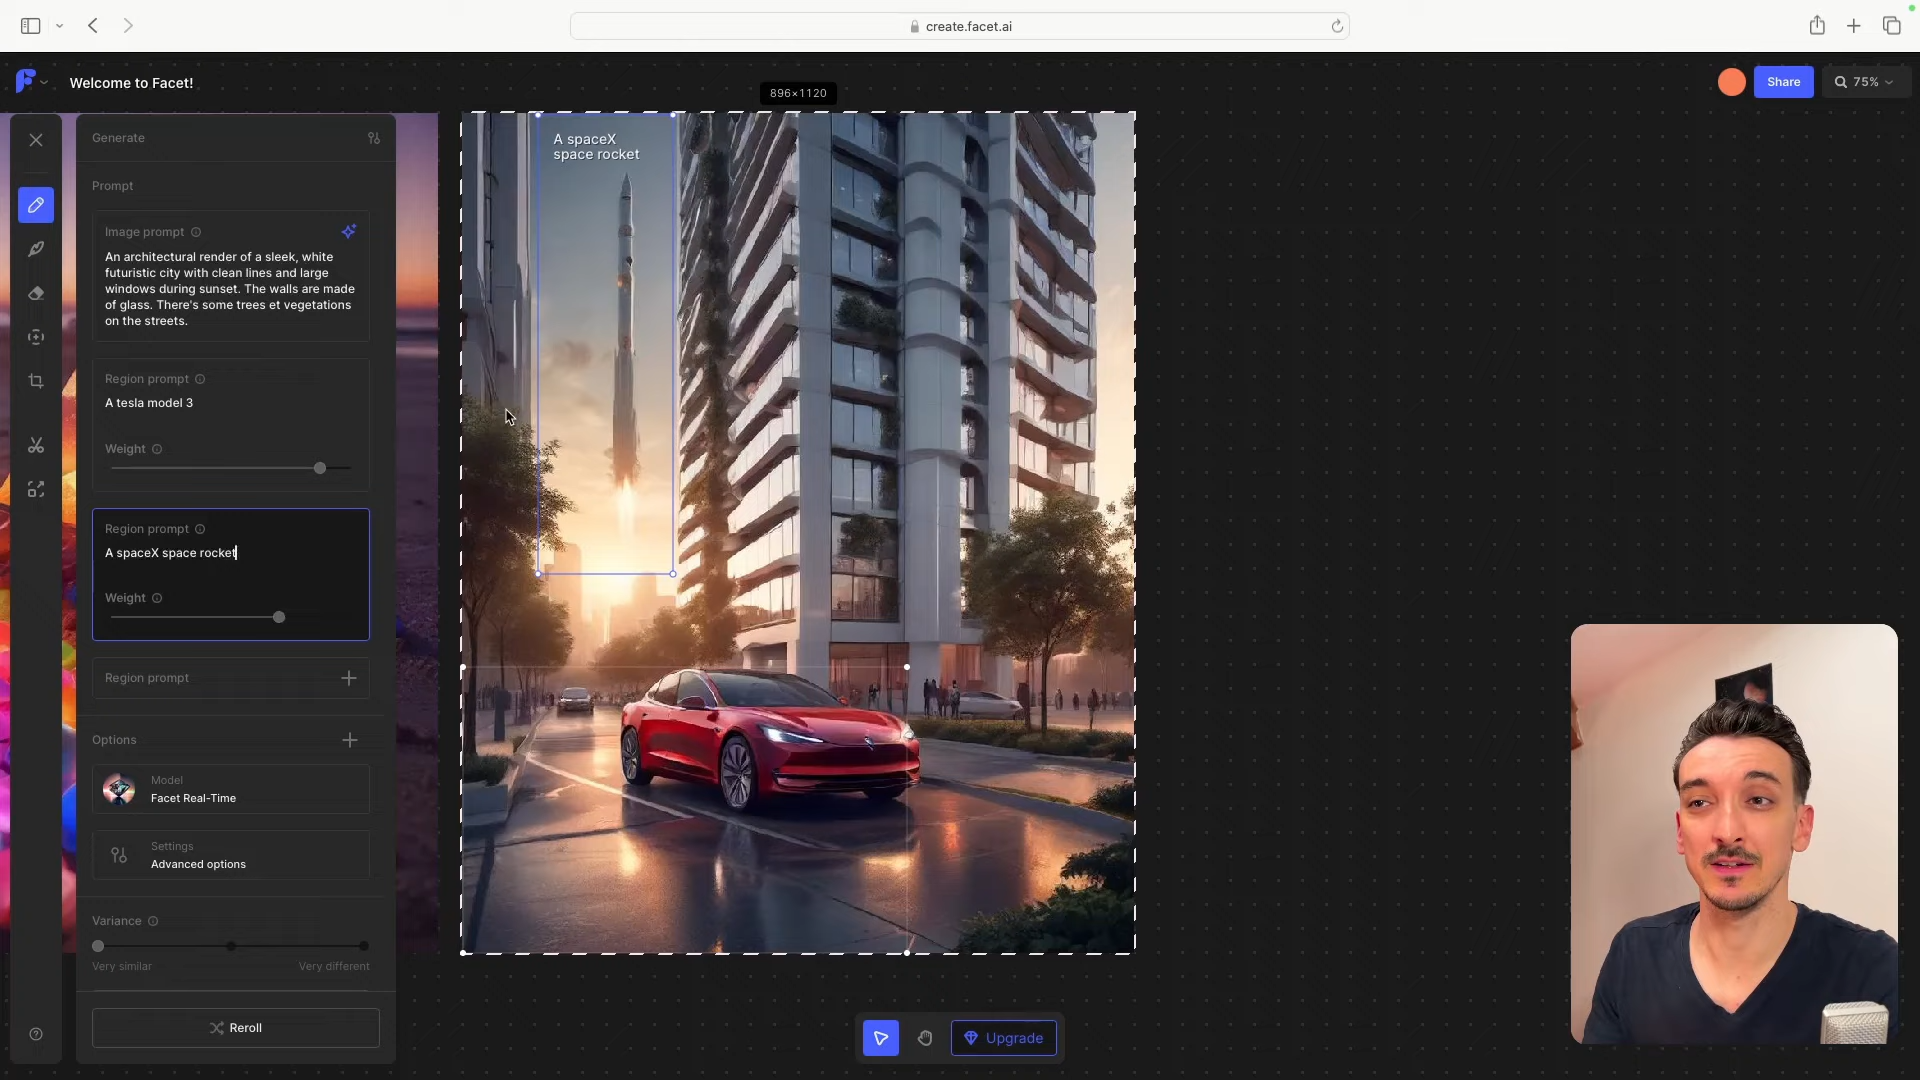 create.facet.ai
Welcome to Facet!
Share
75%
896×1120
Generate
Prompt
Image prompt
An architectural render of a sleek, white
futuristic city with clean lines and large
windows during sunset. The walls are made
of glass. There's some trees et vegetations
on the streets.
Region prompt
A tesla model 3
Weight
Region prompt
A spaceX space rocket
Weight
Region prompt
Options
Model
Facet Real-Time
Settings
Advanced options
Variance
Very similar
Very different
Reroll
A spaceX
space rocket
Upgrade